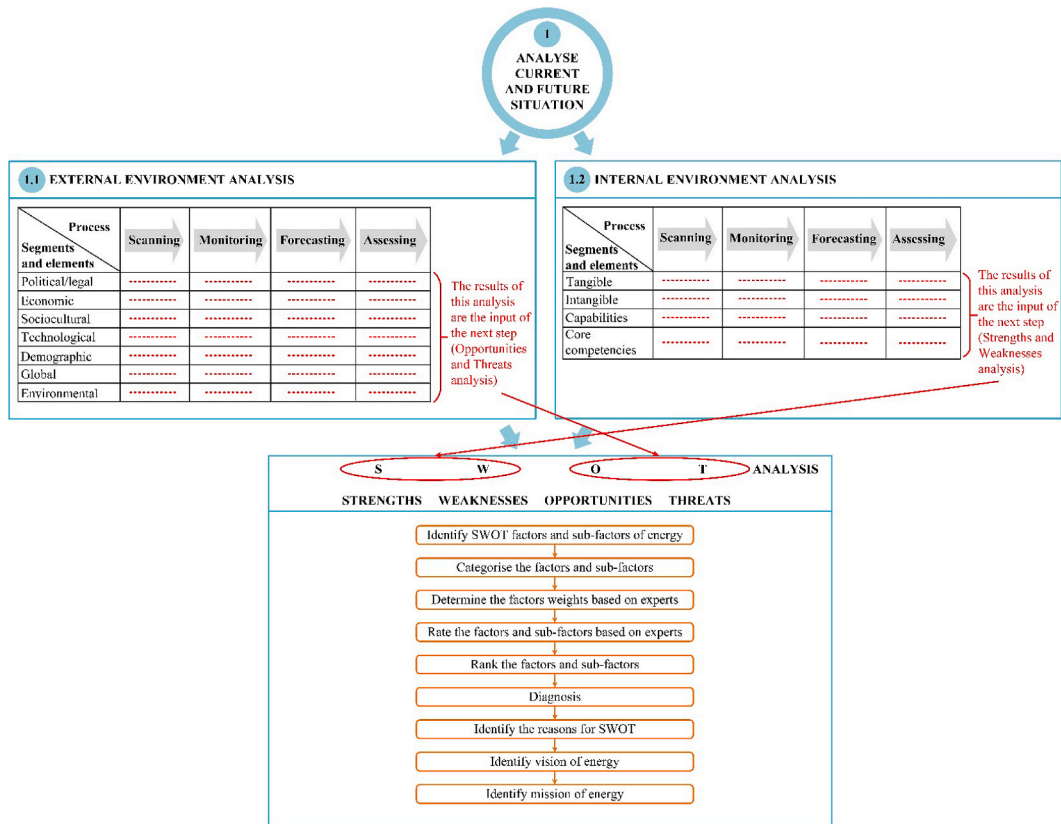 1
ANALYSE
CURRENT
AND FUTURE
SITUATION
1.1 EXTERNAL ENVIRONMENT ANALYSIS
Process
Segments
and elements
Scanning Monitoring Forecasting Assessing
Political/legal
Economic
Sociocultural
Technological
Demographic
Global
Environmental
The results of
this analysis
are the input of
the next step
(Opportunities
and Threats
analysis)
1.2 INTERNAL ENVIRONMENT ANALYSIS
Process
Segments
and elements
Scanning Monitoring Forecasting Assessing
Tangible
Intangible
Capabilities
Core
competencies
The results of
this analysis
are the input of
the next step
(Strengths and
Weaknesses
analysis)
S W O T ANALYSIS
STRENGTHS WEAKNESSES OPPORTUNITIES THREATS
Identify SWOT factors and sub-factors of energy
Categorise the factors and sub-factors
Determine the factors weights based on experts
Rate the factors and sub-factors based on experts
Rank the factors and sub-factors
Diagnosis
Identify the reasons for SWOT
Identify vision of energy
Identify mission of energy